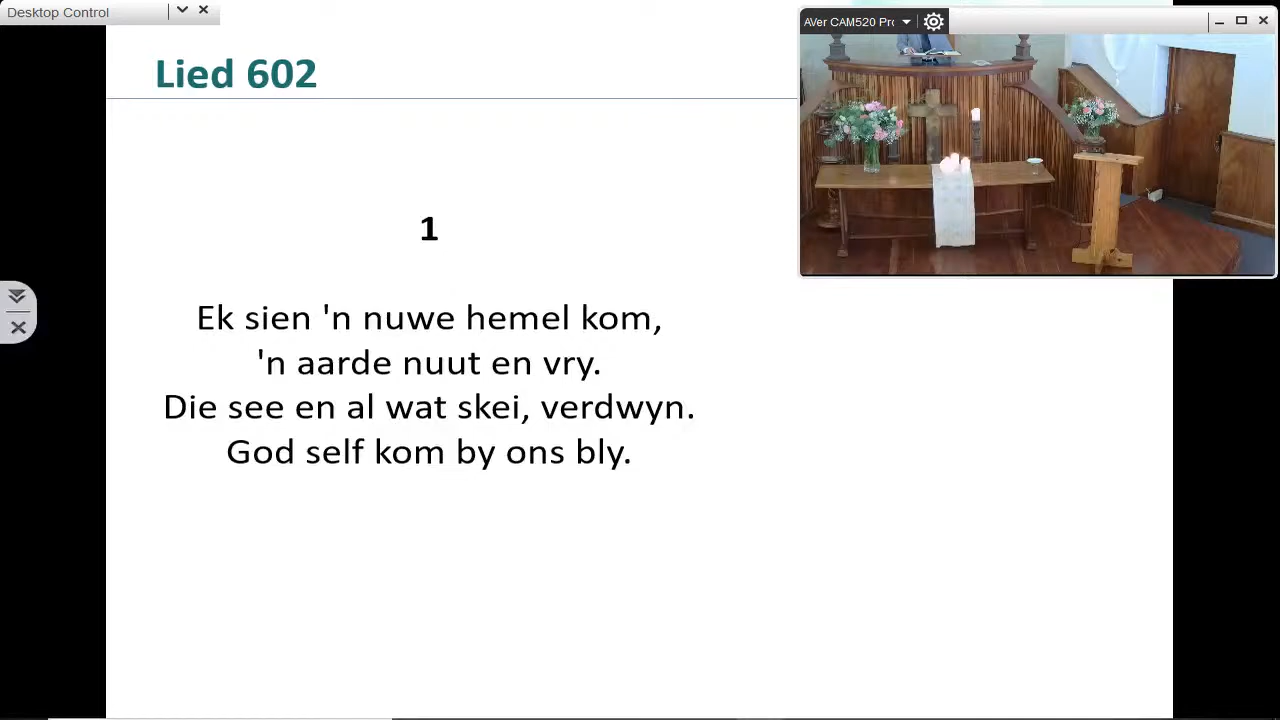 Desktop Control
AVer CAM520 Pro
Lied 602
1
Ek sien 'n nuwe hemel kom,
'n aarde nuut en vry.
Die see en al wat skei, verdwyn.
God self kom by ons bly.